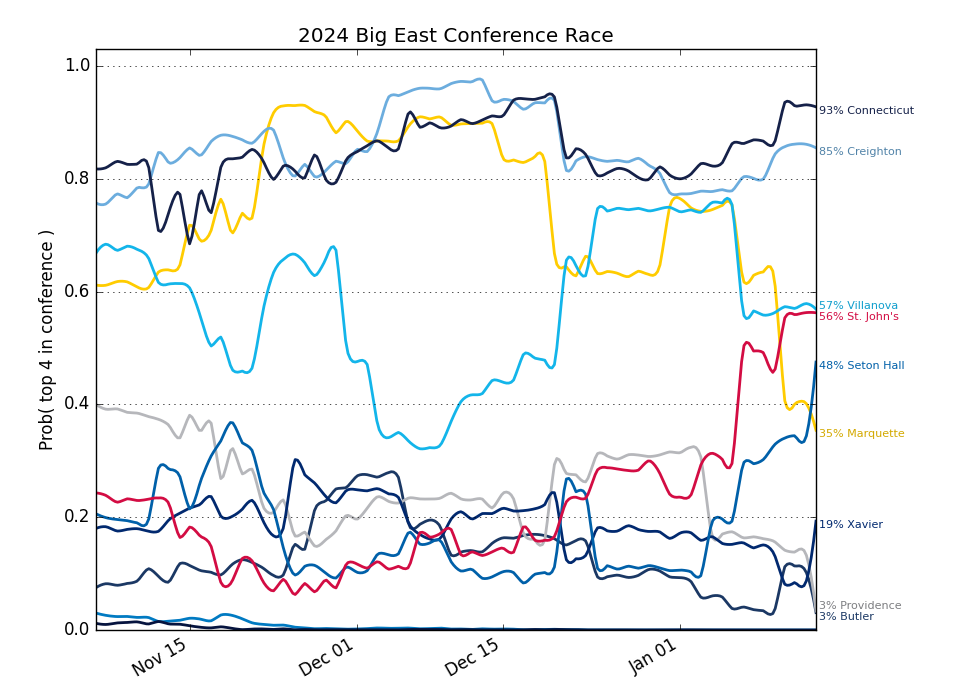 2024 Big East Conference Race
Prob( top 4 in conference )
1.0
0.8
0.6
0.4
0.2
0.0
Nov 15
Dec 01
Dec 15
Jan 01
93% Connecticut
85% Creighton
57% Villanova
56% St. John's
48% Seton Hall
35% Marquette
19% Xavier
3% Providence
3% Butler